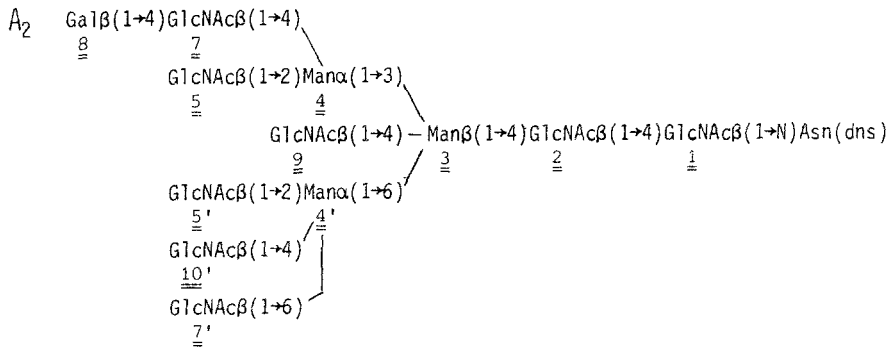 A₂ Galβ(1→4)GlcNAcβ(1→4)
8 7
GlcNAcβ(1→2)Manα(1→3)
5 4
GlcNAcβ(1→4)–Manβ(1→4)GlcNAcβ(1→4)GlcNAcβ(1→N)Asn(dns)
9 3 2 1
GlcNAcβ(1→2)Manα(1→6)
5' 4'
GlcNAcβ(1→4)
10'
GlcNAcβ(1→6)
7'